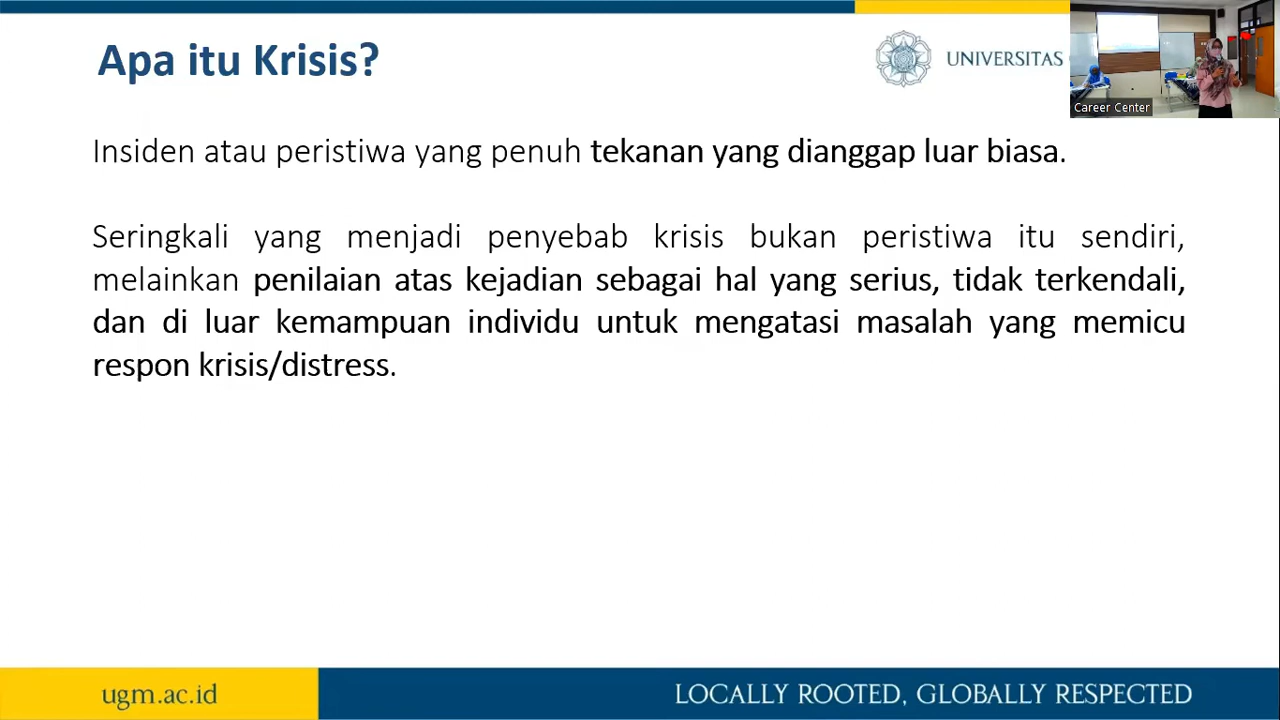 Apa itu Krisis?
UNIVERSITAS
Career Center
Insiden atau peristiwa yang penuh tekanan yang dianggap luar biasa.
Seringkali yang menjadi penyebab krisis bukan peristiwa itu sendiri,
melainkan penilaian atas kejadian sebagai hal yang serius, tidak terkendali,
dan di luar kemampuan individu untuk mengatasi masalah yang memicu
respon krisis/distress.
ugm.ac.id
LOCALLY ROOTED, GLOBALLY RESPECTED